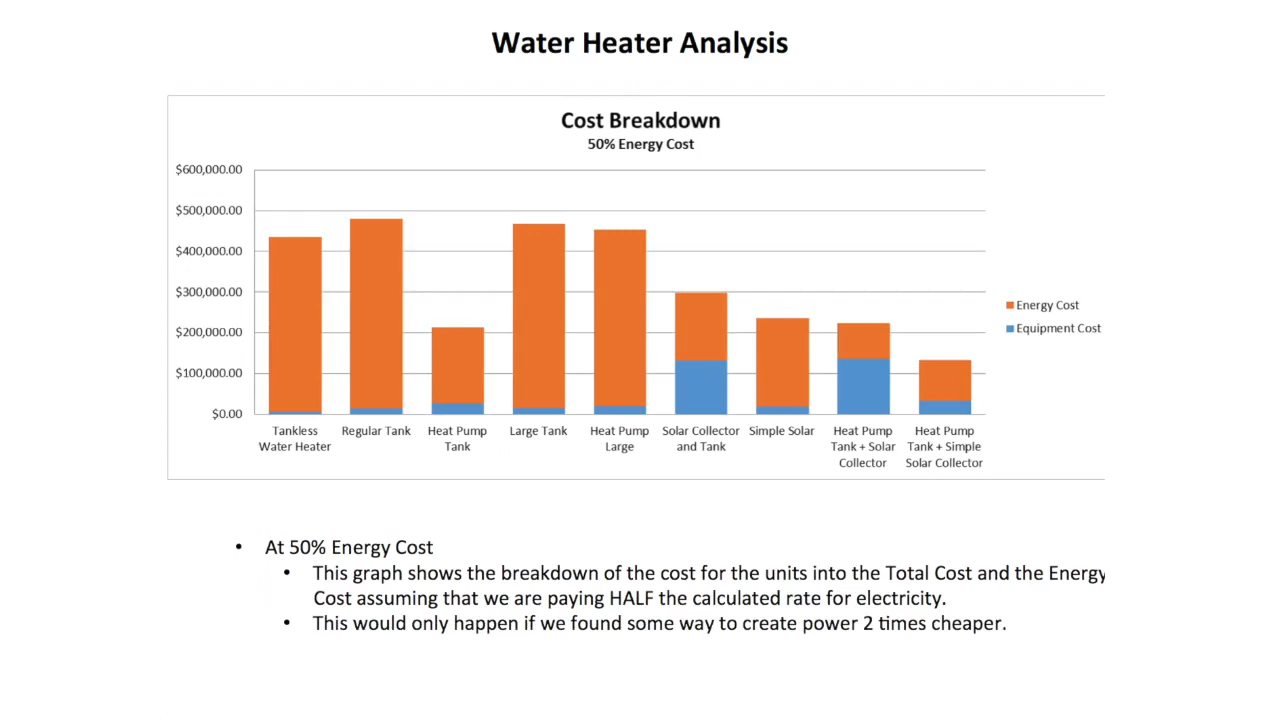 Water Heater Analysis
Cost Breakdown
50% Energy Cost
$600,000.00
$500,000.00
$400,000.00
$300,000.00
$200,000.00
$100,000.00
$0.00
Tankless
Water Heater
Regular Tank
Heat Pump
Tank
Large Tank
Heat Pump
Large
Solar Collector
and Tank
Simple Solar
Heat Pump
Tank + Solar
Collector
Heat Pump
Tank + Simple
Solar Collector
Energy Cost
Equipment Cost
• At 50% Energy Cost
• This graph shows the breakdown of the cost for the units into the Total Cost and the Energy
Cost assuming that we are paying HALF the calculated rate for electricity.
• This would only happen if we found some way to create power 2 times cheaper.